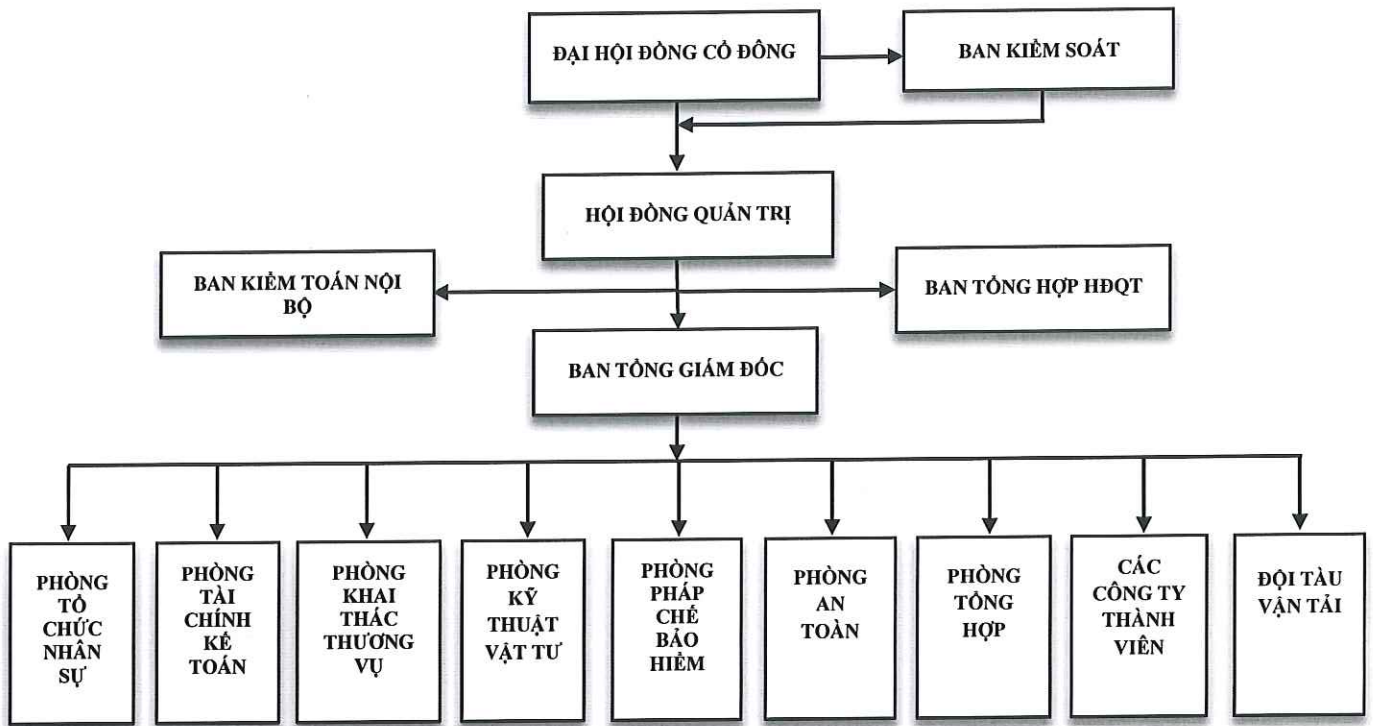 ĐẠI HỘI ĐỒNG CỔ ĐÔNG
BAN KIỂM SOÁT
HỘI ĐỒNG QUẢN TRỊ
BAN KIỂM TOÁN NỘI
BỘ
BAN TỔNG HỢP HĐQT
BAN TỔNG GIÁM ĐỐC
PHÒNG
TỔ
CHỨC
NHÂN
SỰ
PHÒNG
TÀI
CHÍNH
KẾ
TOÁN
PHÒNG
KHAI
THÁC
THƯƠNG
VỤ
PHÒNG
KỸ
THUẬT
VẬT TƯ
PHÒNG
PHÁP
CHẾ
BẢO
HIỂM
PHÒNG
AN
TOÀN
PHÒNG
TỔNG
HỢP
CÁC
CÔNG TY
THÀNH
VIÊN
ĐỘI TÀU
VẬN TẢI